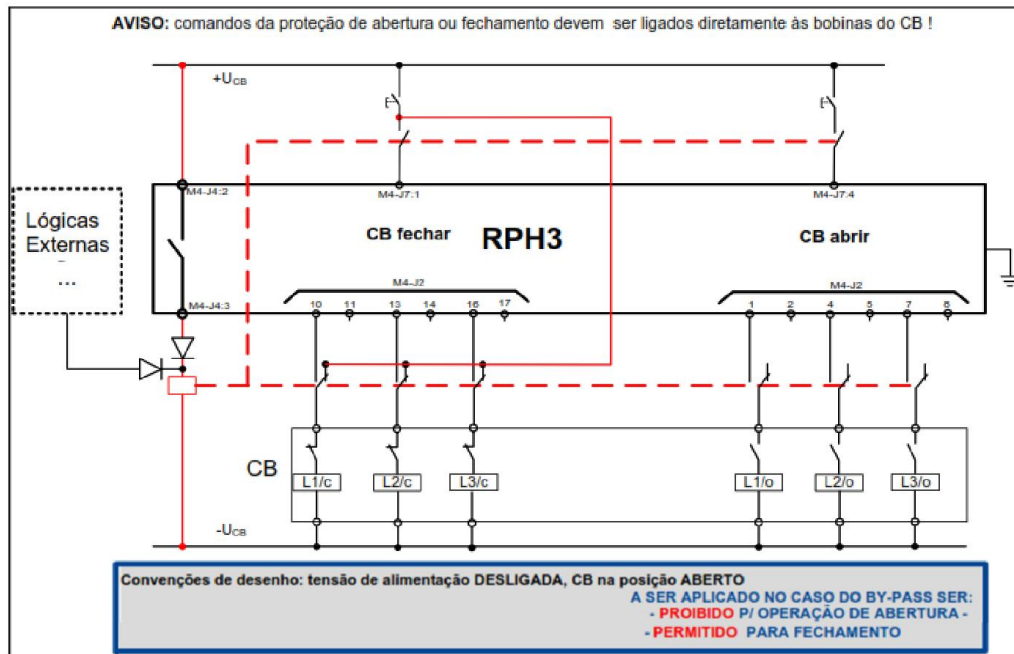 AVISO: comandos da proteção de abertura ou fechamento devem ser ligados diretamente às bobinas do CB !
+UCB
M4-J4:2
M4-J7:1
M4-J7:4
Lógicas
Externas
...
CB fechar
RPH3
CB abrir
M4-J2
M4-J2
M4-J4:3
10 11 13 14 16 17
1 2 4 5 7 8
CB
L1/c L2/c L3/c
L1/o L2/o L3/o
-UCB
Convenções de desenho: tensão de alimentação DESLIGADA, CB na posição ABERTO
A SER APLICADO NO CASO DO BY-PASS SER:
- PROIBIDO P/ OPERAÇÃO DE ABERTURA -
- PERMITIDO PARA FECHAMENTO